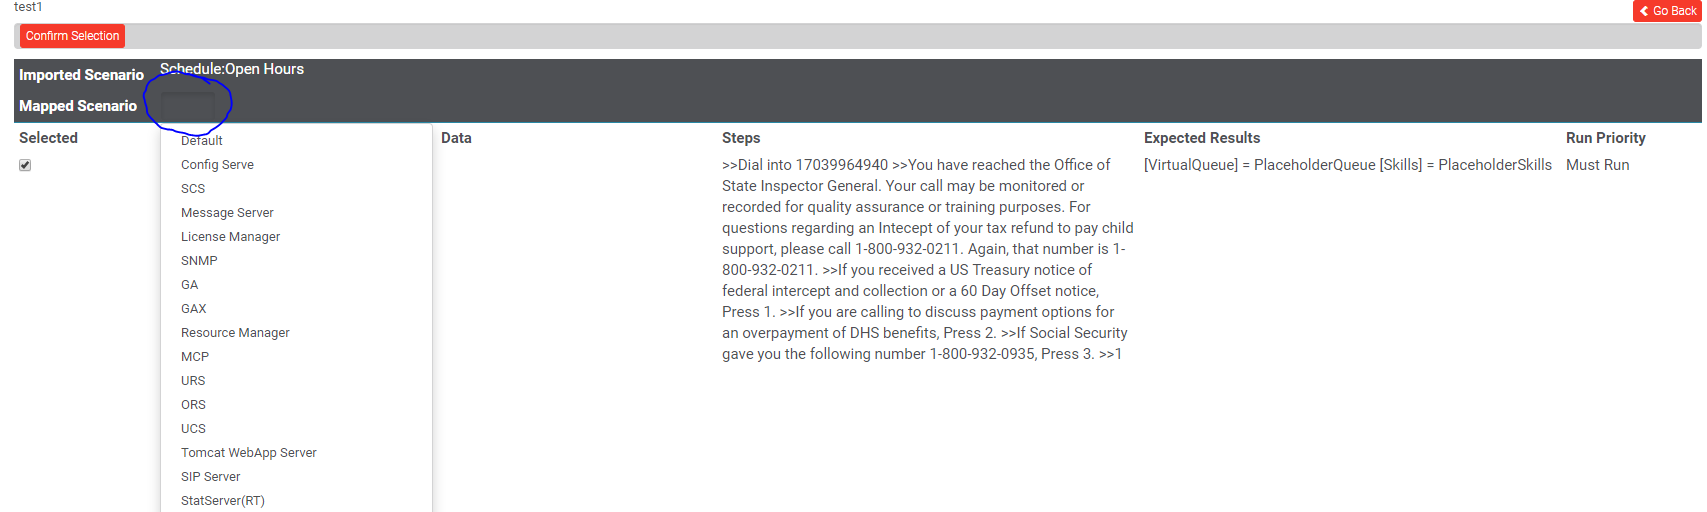 test1
Go Back
Confirm Selection
Imported Scenario Schedule:Open Hours
Mapped Scenario
Selected Data Steps Expected Results Run Priority
Default
Config Serve
SCS
Message Server
License Manager
SNMP
GA
GAX
Resource Manager
MCP
URS
ORS
UCS
Tomcat WebApp Server
SIP Server
StatServer(RT)
>>Dial into 17039964940 >>You have reached the Office of
State Inspector General. Your call may be monitored or
recorded for quality assurance or training purposes. For
questions regarding an Intecept of your tax refund to pay child
support, please call 1-800-932-0211. Again, that number is 1-
800-932-0211. >>If you received a US Treasury notice of
federal intercept and collection or a 60 Day Offset notice,
Press 1. >>If you are calling to discuss payment options for
an overpayment of DHS benefits, Press 2. >>If Social Security
gave you the following number 1-800-932-0935, Press 3. >>1
[VirtualQueue] = PlaceholderQueue [Skills] = PlaceholderSkills
Must Run